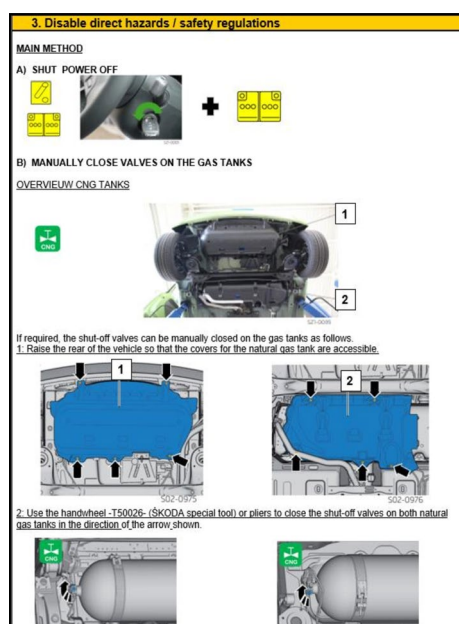 3. Disable direct hazards / safety regulations
MAIN METHOD
A) SHUT POWER OFF
B) MANUALLY CLOSE VALVES ON THE GAS TANKS
OVERVIEUW CNG TANKS
1
CNG
2
S21-0699
If required, the shut-off valves can be manually closed on the gas tanks as follows.
1: Raise the rear of the vehicle so that the covers for the natural gas tank are accessible.
1
2
S02-0975
S02-0976
2: Use the handwheel -T50026- (ŠKODA special tool) or pliers to close the shut-off valves on both natural
gas tanks in the direction of the arrow shown.
CNG
CNG